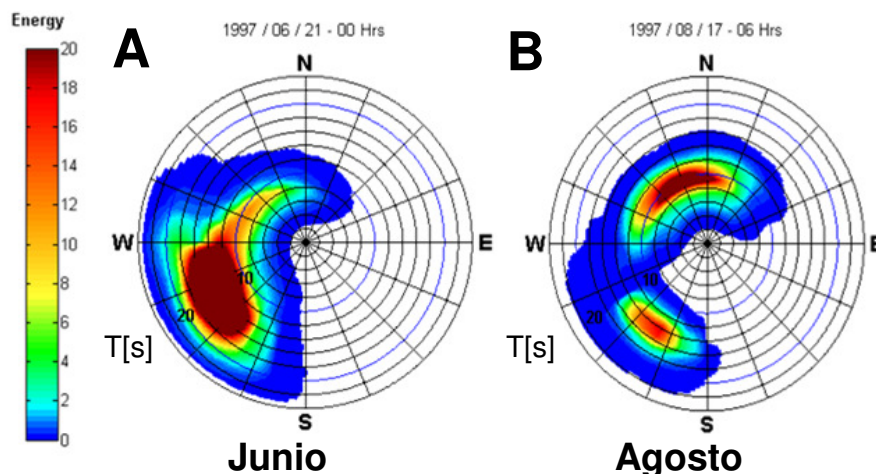 Energy
20
18
16
14
12
10
8
6
4
2
0
A
1997 / 06 / 21 - 00 Hrs
N
W
E
S
10
20
T[s]
Junio
B
1997 / 08 / 17 - 06 Hrs
N
W
E
S
10
20
T[s]
Agosto